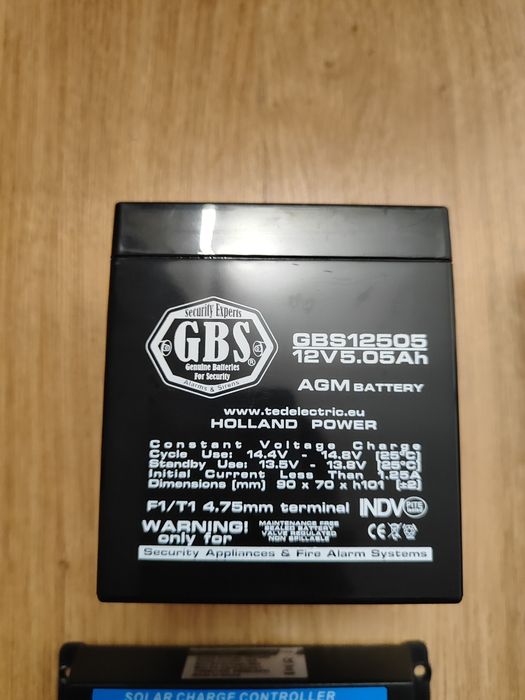 Security Experts
GBS®
Genuine Batteries
For Security
Alarms & Sirens
GBS12505
12V5.05Ah
AGM BATTERY
www.tedelectric.eu
HOLLAND POWER
Constant Voltage Charge
Cycle Use: 14.4V - 14.8V (25°C)
Standby Use: 13.5V - 13.8V (25°C)
Initial Current Less Than 1.25A
Dimensions (mm) 90 x 70 x h101 (±2)
F1/T1 4.75mm terminal INDVO
WARNING!
only for
MAINTENANCE FREE
SEALED BATTERY
VALVE REGULATED
NON SPILLABLE
CE
Security Appliances & Fire Alarm Systems
SOLAR CHARGE CONTROLLER